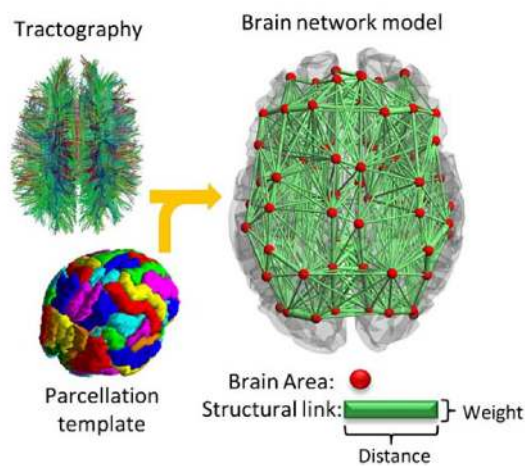 Tractography
Brain network model
Parcellation
template
Brain Area:
Structural link:
Weight
Distance